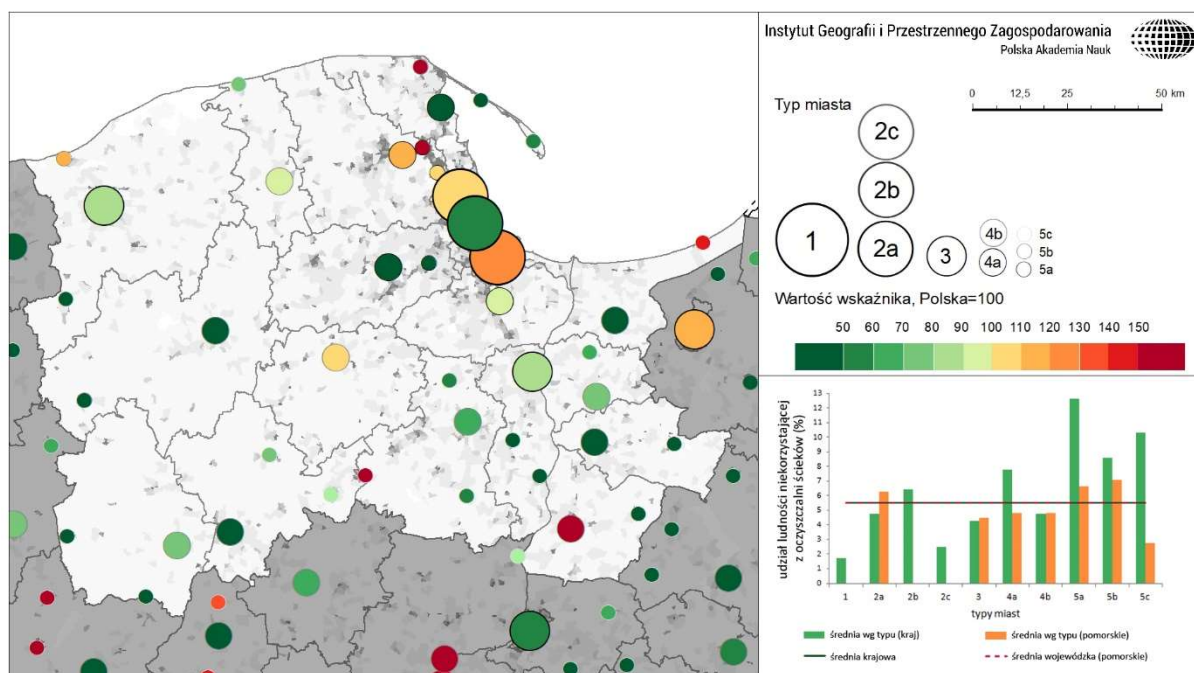 Instytut Geografii i Przestrzennego Zagospodarowania
Polska Akademia Nauk
0 12,5 25 50 km
Typ miasta
2c
2b
1
2a
3
4b
4a
5c
5b
5a
Wartość wskażnika, Polska=100
50 60 70 80 90 100 110 120 130 140 150
udział ludności niekorzystającej
z oczyszczalni ścieków (%)
13
12
11
10
9
8
7
6
5
4
3
2
1
0
1 2a 2b 2c 3 4a 4b 5a 5b 5c
typy miast
średnia wg typu (kraj)
średnia wg typu (pomorskie)
średnia krajowa
średnia wojewódzka (pomorskie)